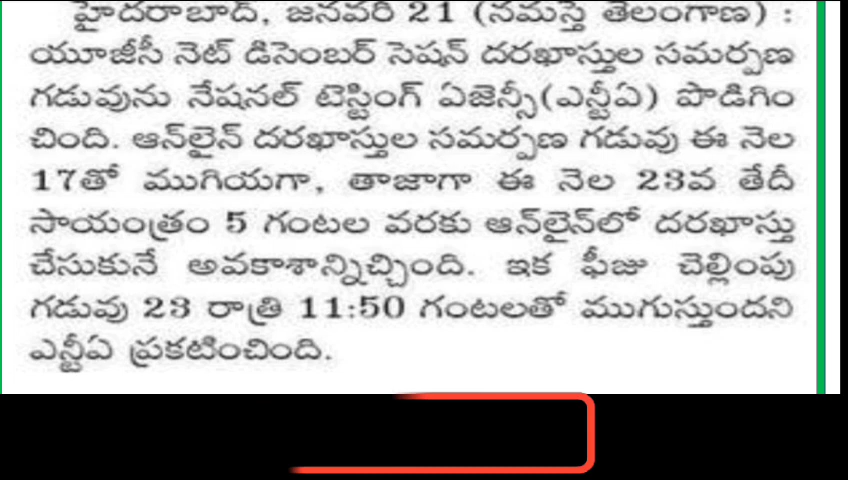 హైదరాబాద్, జనవరి 21 (నమస్తే తెలంగాణ) :
యూజీసీ నెట్ డిసెంబర్ సెషన్ దరఖాస్తుల సమర్పణ
గడువును నేషనల్ టెస్టింగ్ ఏజెన్సీ(ఎన్టీఏ) పొడిగిం
చింది. ఆన్‌లైన్ దరఖాస్తుల సమర్పణ గడువు ఈ నెల
17తో ముగియగా, తాజాగా ఈ నెల 23వ తేదీ
సాయంత్రం 5 గంటల వరకు ఆన్‌లైన్‌లో దరఖాస్తు
చేసుకునే అవకాశాన్నిచ్చింది. ఇక ఫీజు చెల్లింపు
గడువు 23 రాత్రి 11:50 గంటలతో ముగుస్తుందని
ఎన్టీఏ ప్రకటించింది.